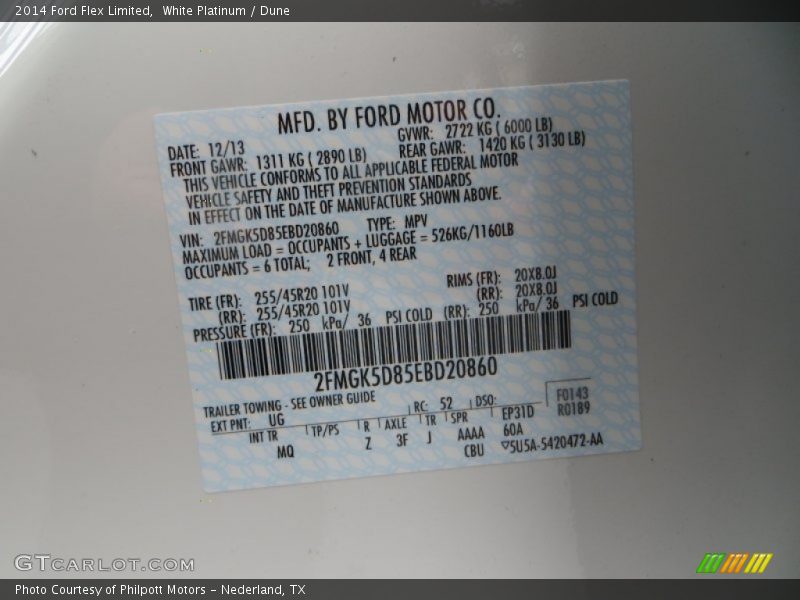 2014 Ford Flex Limited, White Platinum / Dune
MFD. BY FORD MOTOR CO.
DATE: 12/13 GVWR: 2722 KG ( 6000 LB)
FRONT GAWR: 1311 KG ( 2890 LB) REAR GAWR: 1420 KG ( 3130 LB)
THIS VEHICLE CONFORMS TO ALL APPLICABLE FEDERAL MOTOR
VEHICLE SAFETY AND THEFT PREVENTION STANDARDS
IN EFFECT ON THE DATE OF MANUFACTURE SHOWN ABOVE.
VIN: 2FMGK5D85EBD20860 TYPE: MPV
MAXIMUM LOAD = OCCUPANTS + LUGGAGE = 526KG/1160LB
OCCUPANTS = 6 TOTAL; 2 FRONT, 4 REAR
TIRE (FR): 255/45R20 101V RIMS (FR): 20X8.0J
(RR): 255/45R20 101V (RR): 20X8.0J
PRESSURE (FR): 250 kPa/ 36 PSI COLD (RR): 250 kPa/ 36 PSI COLD
2FMGK5D85EBD20860
TRAILER TOWING - SEE OWNER GUIDE
EXT PNT: UG RC: 52 DSO: F0143
R0189
INT TR TP/PS R AXLE TR SPR EP31D
MQ Z 3F J AAAA 60A
CBU 5U5A-5420472-AA
GTCARLOT.COM
Photo Courtesy of Philpott Motors – Nederland, TX